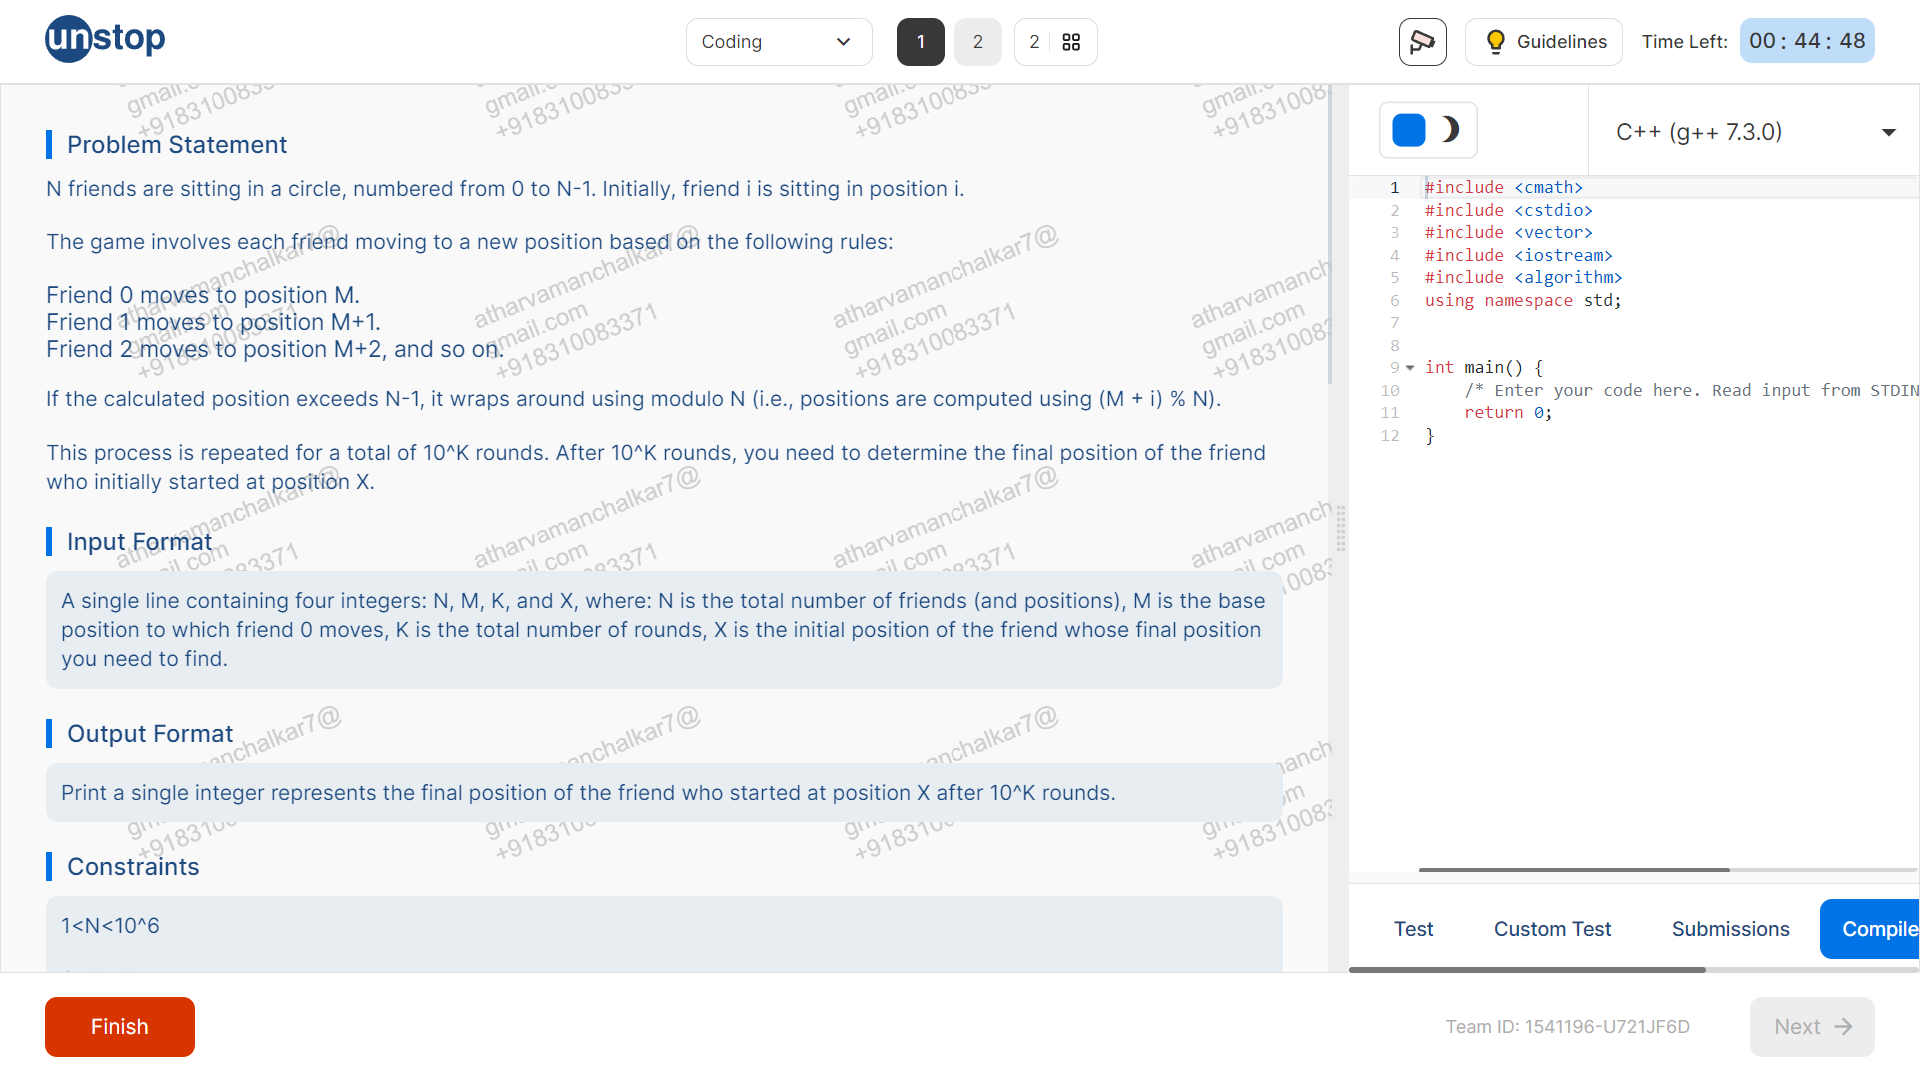 unstop
Coding
1
2
2
Guidelines
Time Left:
00 : 44 : 48
Problem Statement
N friends are sitting in a circle, numbered from 0 to N-1. Initially, friend i is sitting in position i.
The game involves each friend moving to a new position based on the following rules:
Friend 0 moves to position M.
Friend 1 moves to position M+1.
Friend 2 moves to position M+2, and so on.
If the calculated position exceeds N-1, it wraps around using modulo N (i.e., positions are computed using (M + i) % N).
This process is repeated for a total of 10^K rounds. After 10^K rounds, you need to determine the final position of the friend
who initially started at position X.
Input Format
A single line containing four integers: N, M, K, and X, where: N is the total number of friends (and positions), M is the base
position to which friend 0 moves, K is the total number of rounds, X is the initial position of the friend whose final position
you need to find.
Output Format
Print a single integer represents the final position of the friend who started at position X after 10^K rounds.
Constraints
1<N<10^6
C++ (g++ 7.3.0)
1 #include <cmath>
2 #include <cstdio>
3 #include <vector>
4 #include <iostream>
5 #include <algorithm>
6 using namespace std;
7
8
9 int main() {
10 /* Enter your code here. Read input from STDIN
11 return 0;
12 }
Test
Custom Test
Submissions
Compile
Finish
Team ID: 1541196-U721JF6D
Next
atharvamanchalkar7@
gmail.com
+918310083371